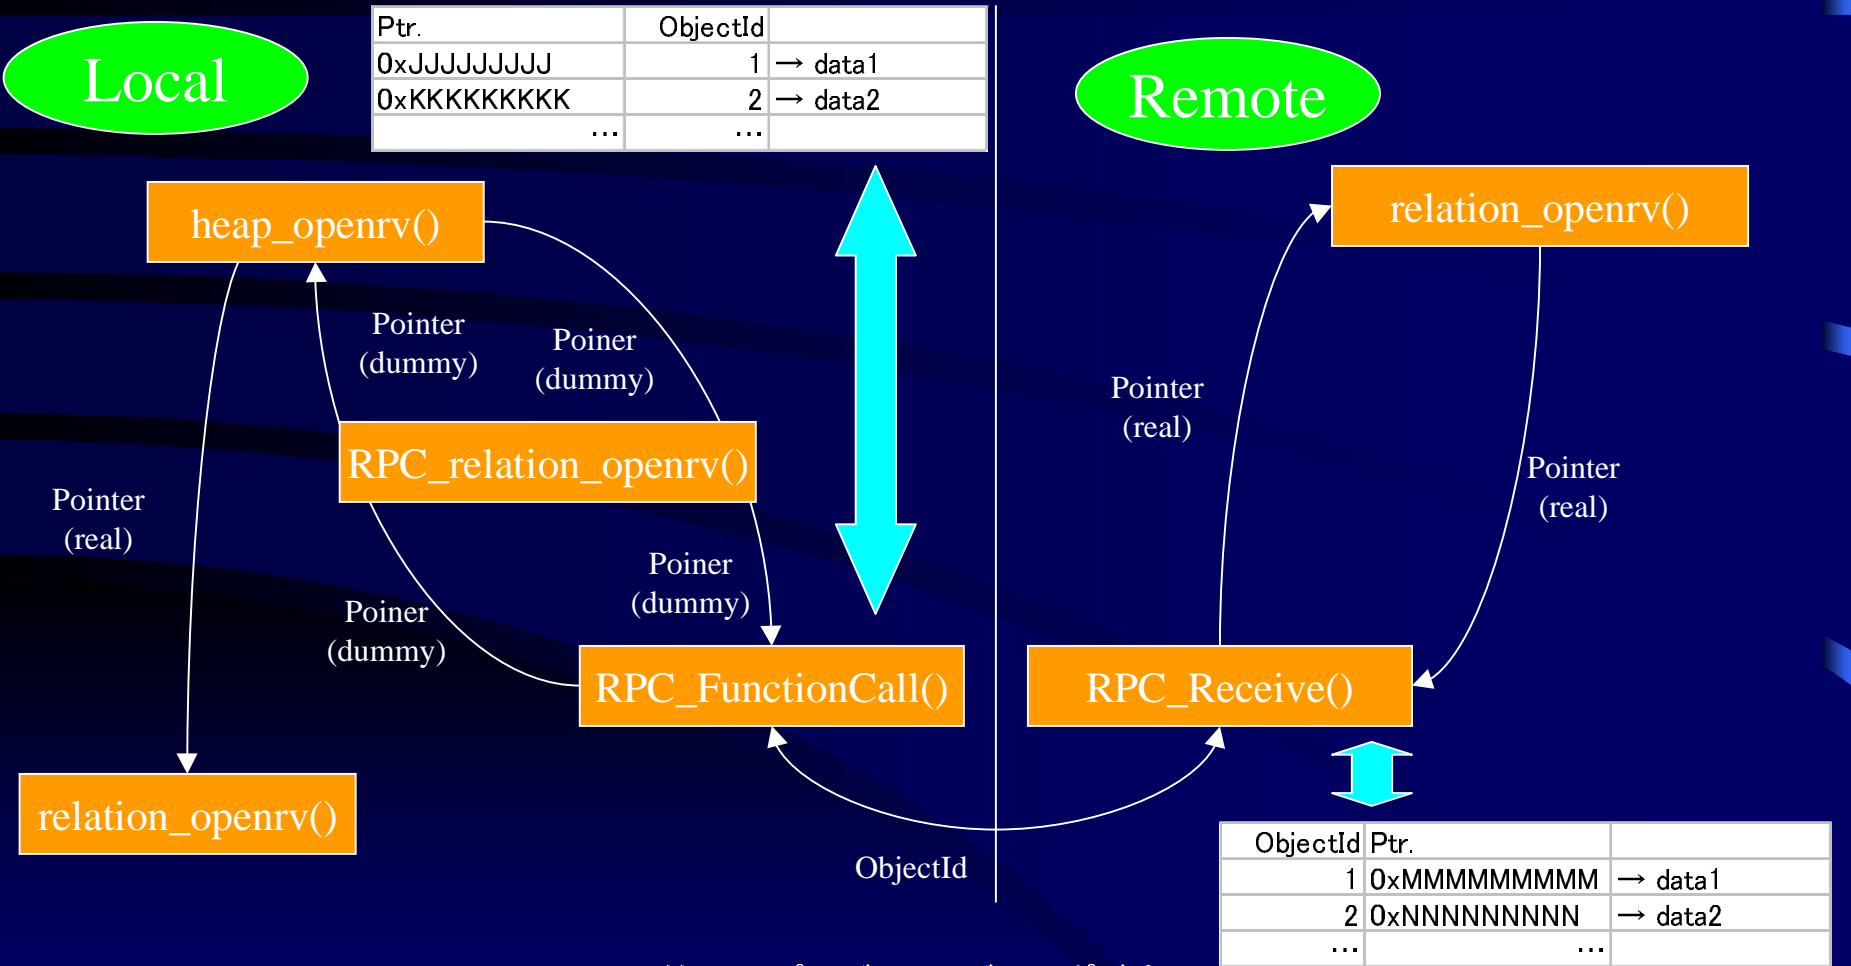 Local
Ptr. ObjectId
0xJJJJJJJJJ 1 → data1
0xKKKKKKKKK 2 → data2
... ...
Remote
heap_openrv()
relation_openrv()
Pointer
(dummy)
Poiner
(dummy)
Pointer
(real)
RPC_relation_openrv()
Pointer
(real)
Pointer
(real)
Poiner
(dummy)
Poiner
(dummy)
RPC_FunctionCall()
RPC_Receive()
relation_openrv()
ObjectId
ObjectId Ptr.
1 0xMMMMMMMMM → data1
2 0xNNNNNNNNN → data2
... ...